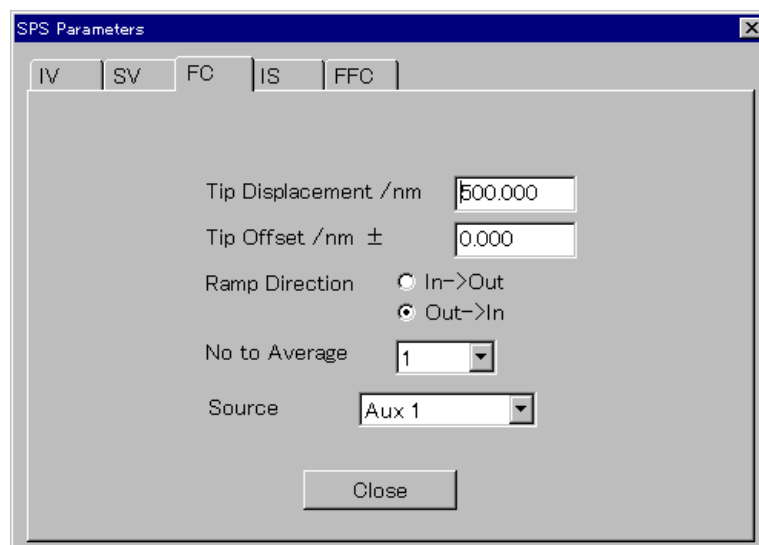 SPS Parameters
IV SV FC IS FFC
Tip Displacement /nm 500.000
Tip Offset /nm ± 0.000
Ramp Direction In->Out
Out->In
No to Average 1
Source Aux 1
Close